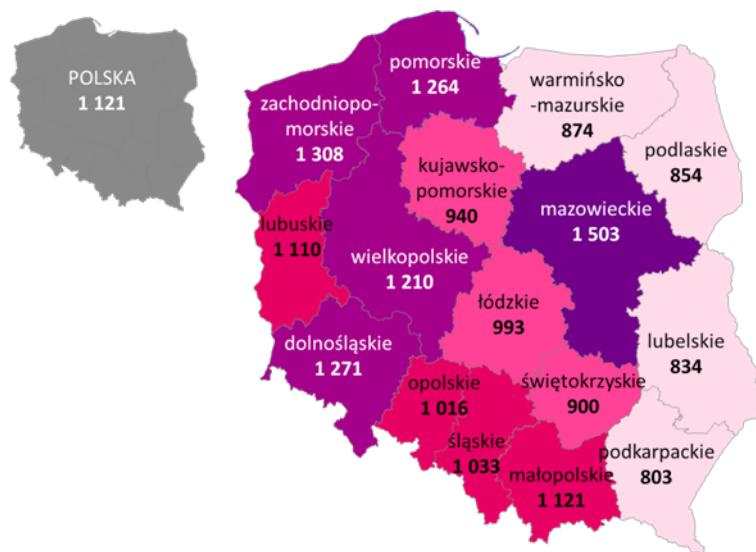 POLSKA
1 121
pomorskie
1 264
zachodniopo-
morskie
1 308
warmińsko
-mazurskie
874
podlaskie
854
kujawsko-
pomorskie
940
mazowieckie
1 503
lubuskie
1 110
wielkopolskie
1 210
łódzkie
993
lubelskie
834
dolnośląskie
1 271
opolskie
1 016
świętokrzyskie
900
śląskie
1 033
małopolskie
1 121
podkarpackie
803